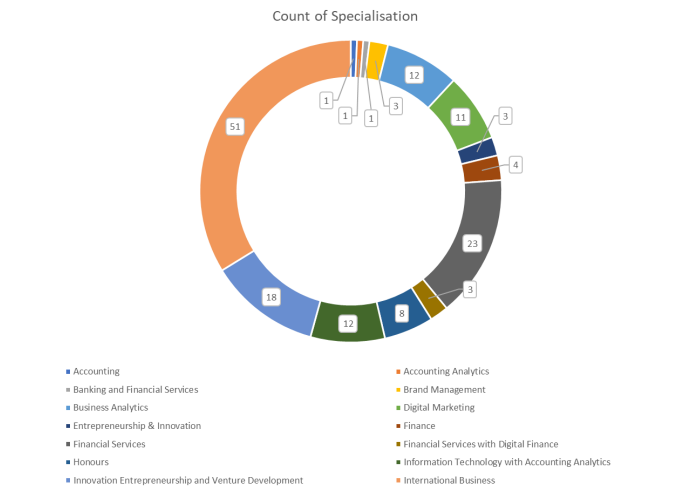 Count of Specialisation
1
1
1
3
12
11
3
4
23
3
8
12
18
51
Accounting
Accounting Analytics
Banking and Financial Services
Brand Management
Business Analytics
Digital Marketing
Entrepreneurship & Innovation
Finance
Financial Services
Financial Services with Digital Finance
Honours
Information Technology with Accounting Analytics
Innovation Entrepreneurship and Venture Development
International Business